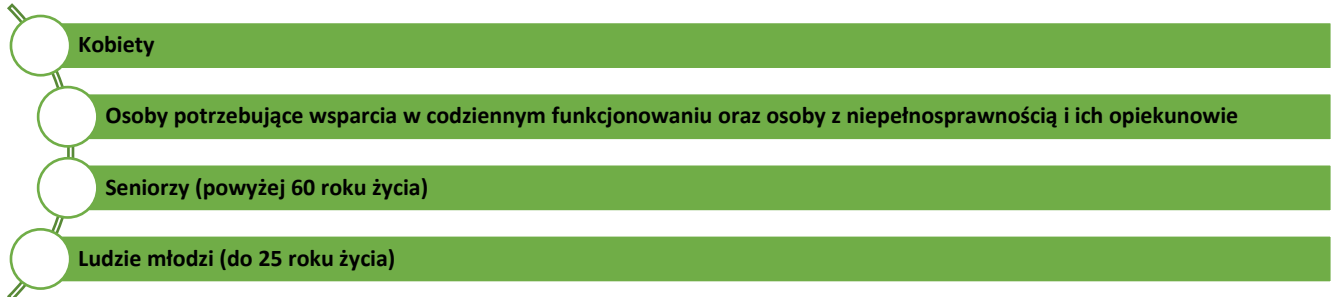 Kobiety
Osoby potrzebujące wsparcia w codziennym funkcjonowaniu oraz osoby z niepełnosprawnością i ich opiekunowie
Seniorzy (powyżej 60 roku życia)
Ludzie młodzi (do 25 roku życia)